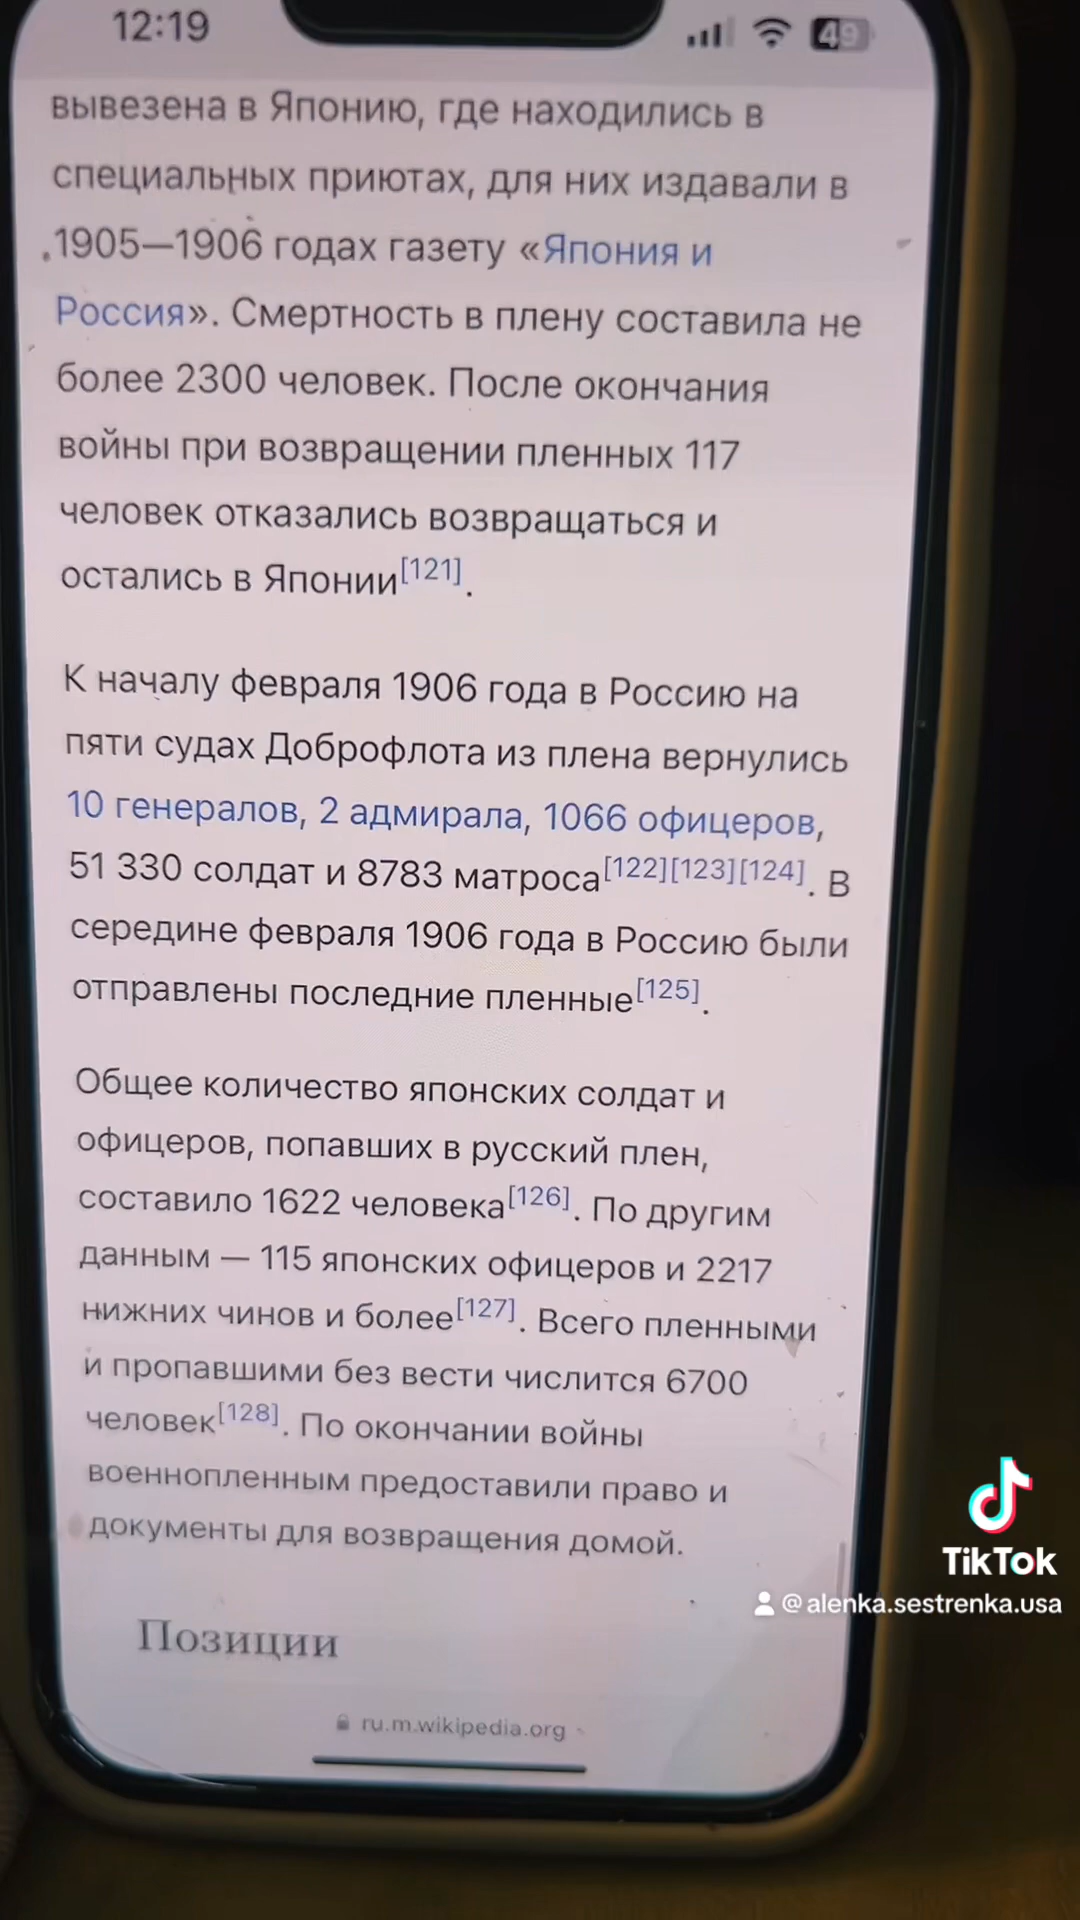 12:19
49
вывезена в Японию, где находились в
специальных приютах, для них издавали в
1905—1906 годах газету «Япония и
Россия». Смертность в плену составила не
более 2300 человек. После окончания
войны при возвращении пленных 117
человек отказались возвращаться и
остались в Японии[121].
К началу февраля 1906 года в Россию на
пяти судах Доброфлота из плена вернулись
10 генералов, 2 адмирала, 1066 офицеров,
51 330 солдат и 8783 матроса[122][123][124]. В
середине февраля 1906 года в Россию были
отправлены последние пленные[125].
Общее количество японских солдат и
офицеров, попавших в русский плен,
составило 1622 человека[126]. По другим
данным — 115 японских офицеров и 2217
нижних чинов и более[127]. Всего пленными
и пропавшими без вести числится 6700
человек[128]. По окончании войны
военнопленным предоставили право и
документы для возвращения домой.
Позиции
ru.m.wikipedia.org
TikTok
@alenka.sestrenka.usa